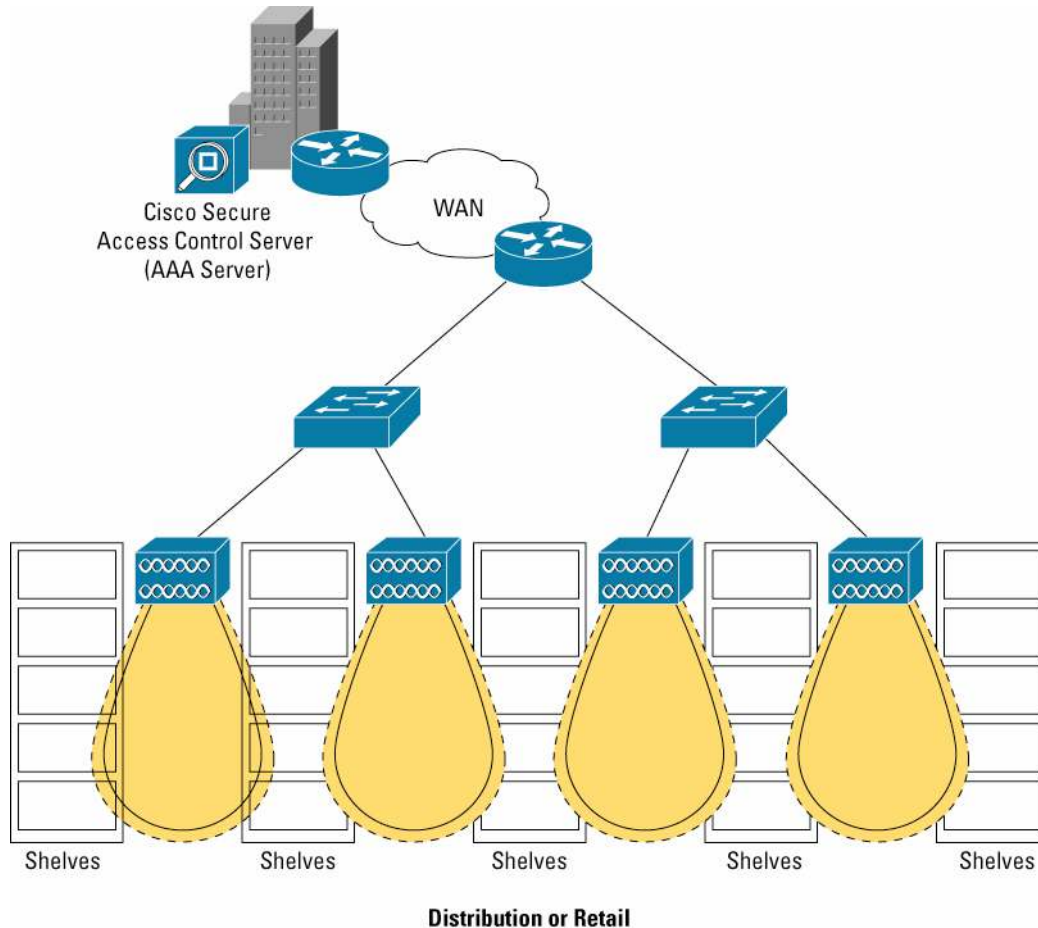 Cisco Secure
Access Control Server
(AAA Server)
WAN
Shelves
Shelves
Shelves
Shelves
Shelves
Distribution or Retail